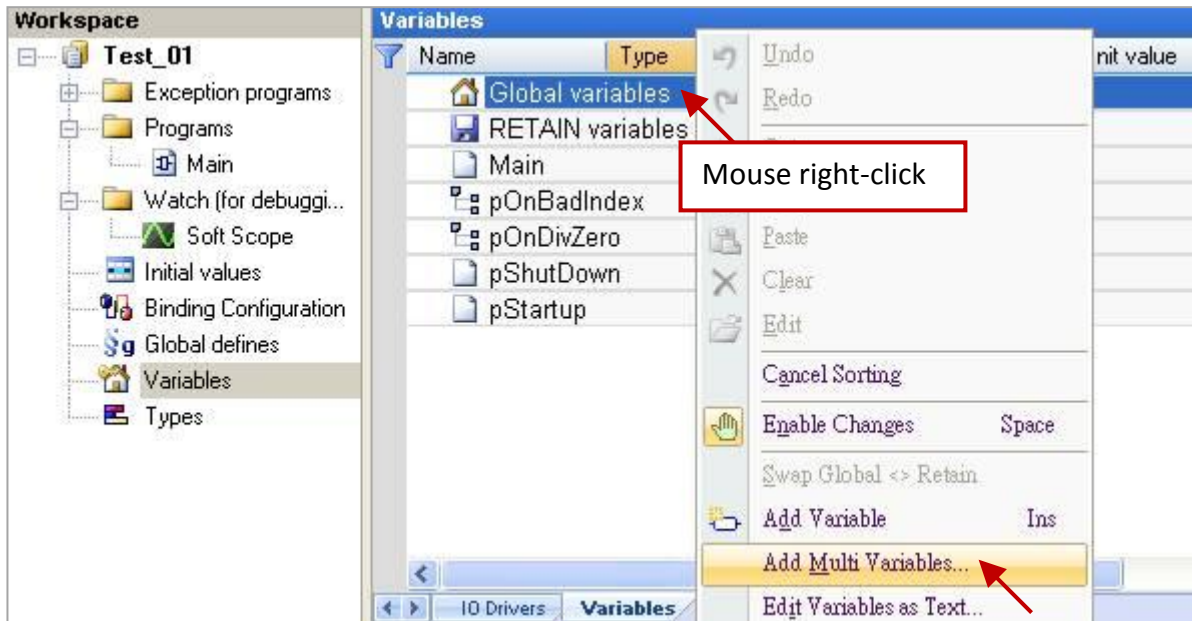 Workspace
Test_01
Exception programs
Programs
Main
Watch (for debuggi...
Soft Scope
Initial values
Binding Configuration
Global defines
Variables
Types
Variables
Name Type nit value
Global variables
RETAIN variables
Main
pOnBadIndex
pOnDivZero
pShutDown
pStartup
IO Drivers Variables
Undo
Redo
Mouse right-click
Paste
Clear
Edit
Cancel Sorting
Enable Changes Space
Swap Global <> Retain
Add Variable Ins
Add Multi Variables...
Edit Variables as Text...